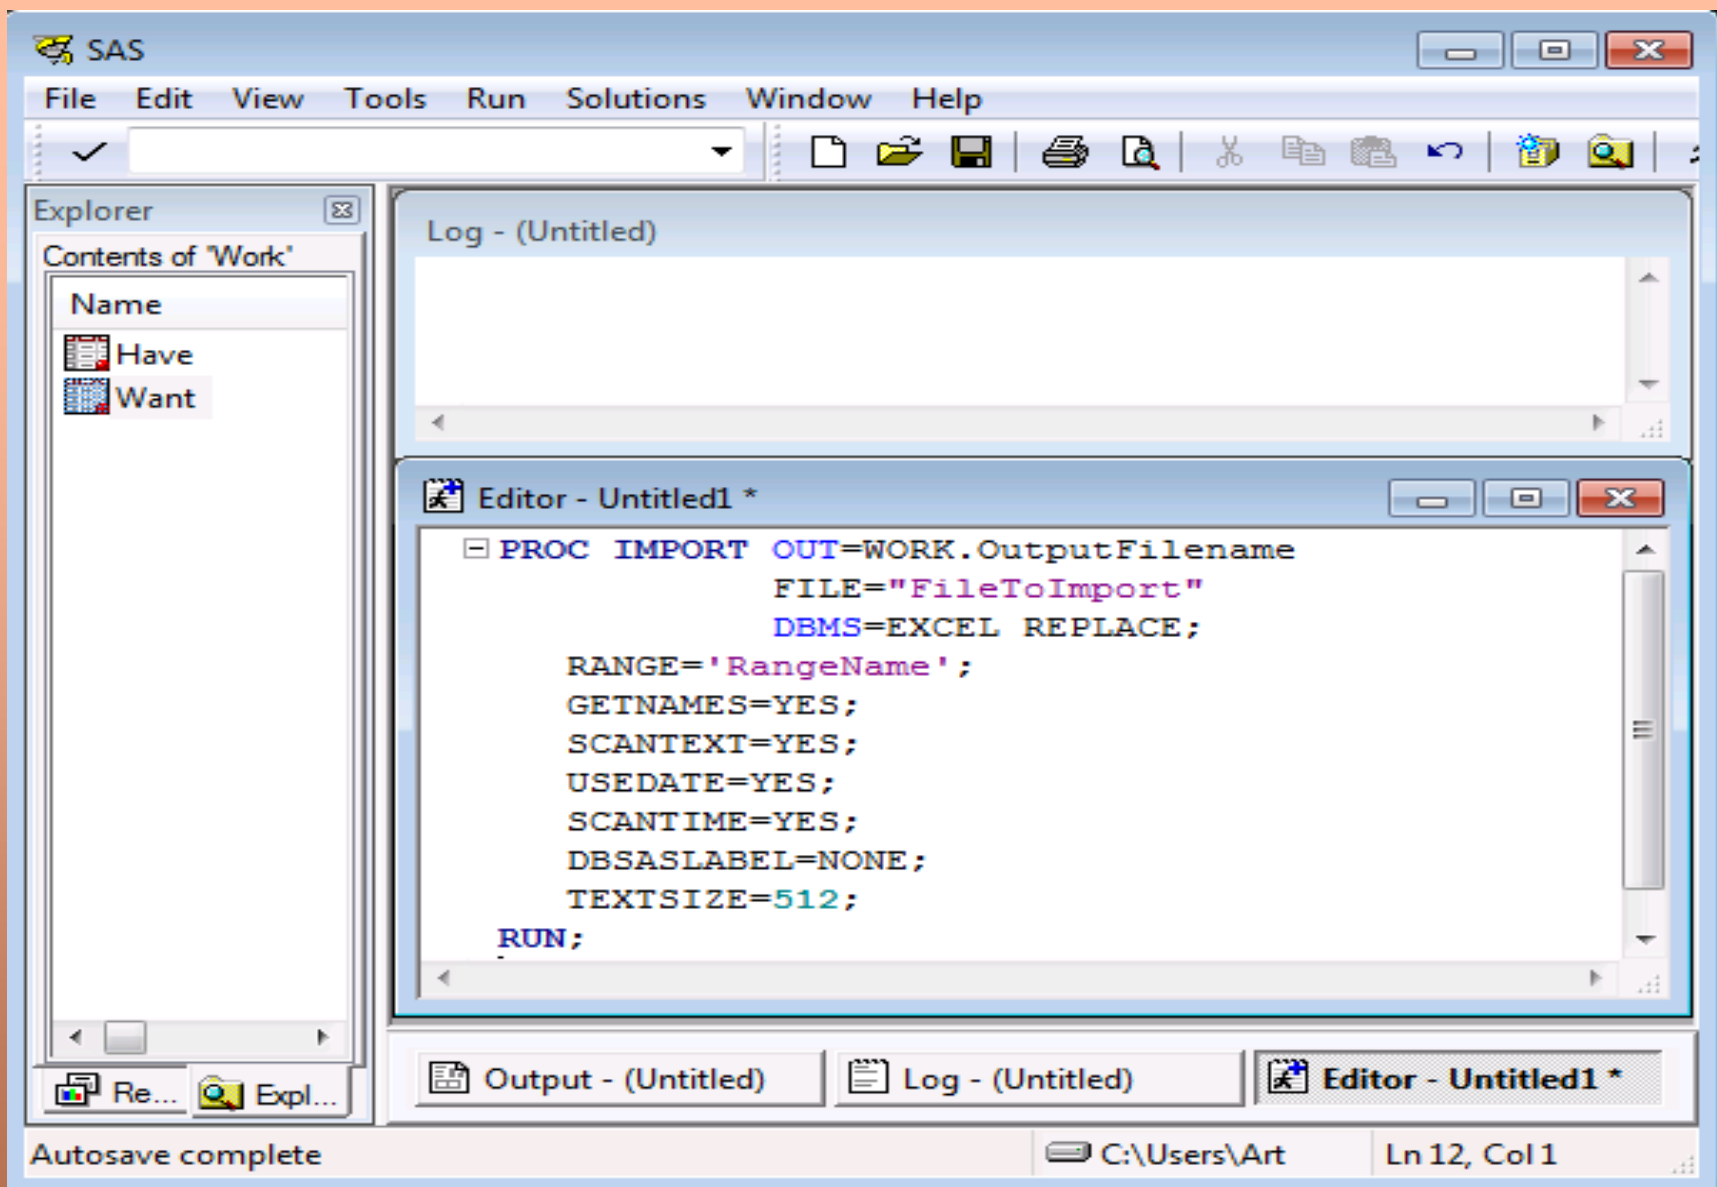 SAS
File Edit View Tools Run Solutions Window Help
Explorer
Contents of 'Work'
Name
Have
Want
Re... Expl...
Log - (Untitled)
Editor - Untitled1 *
PROC IMPORT OUT=WORK.OutputFilename
FILE="FileToImport"
DBMS=EXCEL REPLACE;
RANGE='RangeName';
GETNAMES=YES;
SCANTEXT=YES;
USEDATE=YES;
SCANTIME=YES;
DBSASLABEL=NONE;
TEXTSIZE=512;
RUN;
Output - (Untitled) Log - (Untitled) Editor - Untitled1 *
Autosave complete C:\Users\Art Ln 12, Col 1